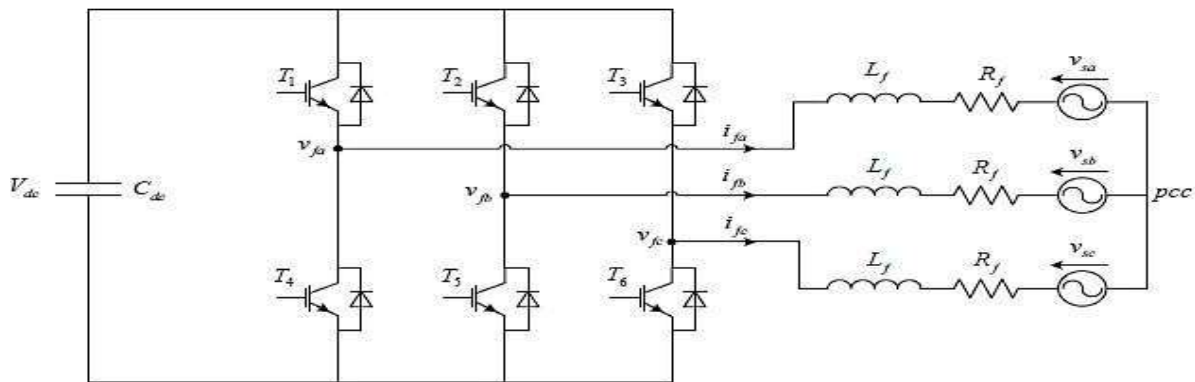 T1
T2
T3
Lf
Rf
vsa
vfa
ifa
Vdc
Cdc
vfb
ifb
Lf
Rf
vsb
pcc
vfc
ifc
T4
T5
T6
Lf
Rf
vsc